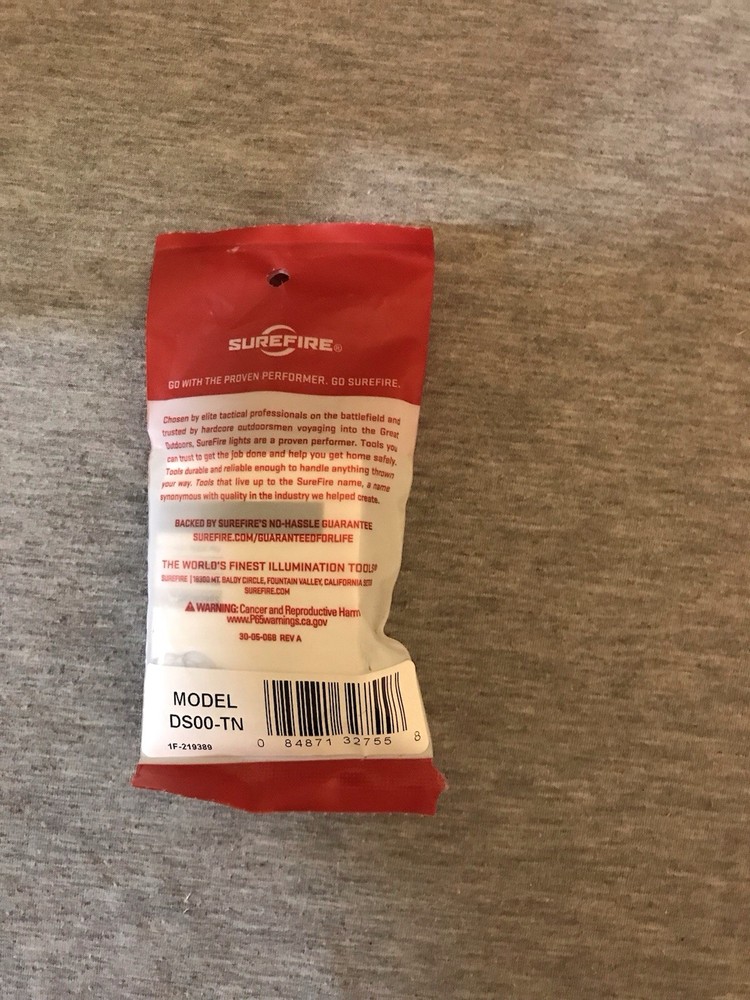 SUREFIRE®
GO WITH THE PROVEN PERFORMER. GO SUREFIRE.
Chosen by elite tactical professionals on the battlefield and
trusted by hardcore outdoorsmen voyaging into the Great
Outdoors, SureFire lights are a proven performer. Tools you
can trust to get the job done and help you get home safely.
Tools durable and reliable enough to handle anything thrown
your way. Tools that live up to the SureFire name, a name
synonymous with quality in the industry we helped create.
BACKED BY SUREFIRE'S NO-HASSLE GUARANTEE
SUREFIRE.COM/GUARANTEEDFORLIFE
THE WORLD'S FINEST ILLUMINATION TOOLS®
SUREFIRE | 18300 MT. BALDY CIRCLE, FOUNTAIN VALLEY, CALIFORNIA
SUREFIRE.COM
⚠ WARNING: Cancer and Reproductive Harm
www.P65warnings.ca.gov
30-05-068 REV A
MODEL
DS00-TN
1F-219389
0 84871 32755 8